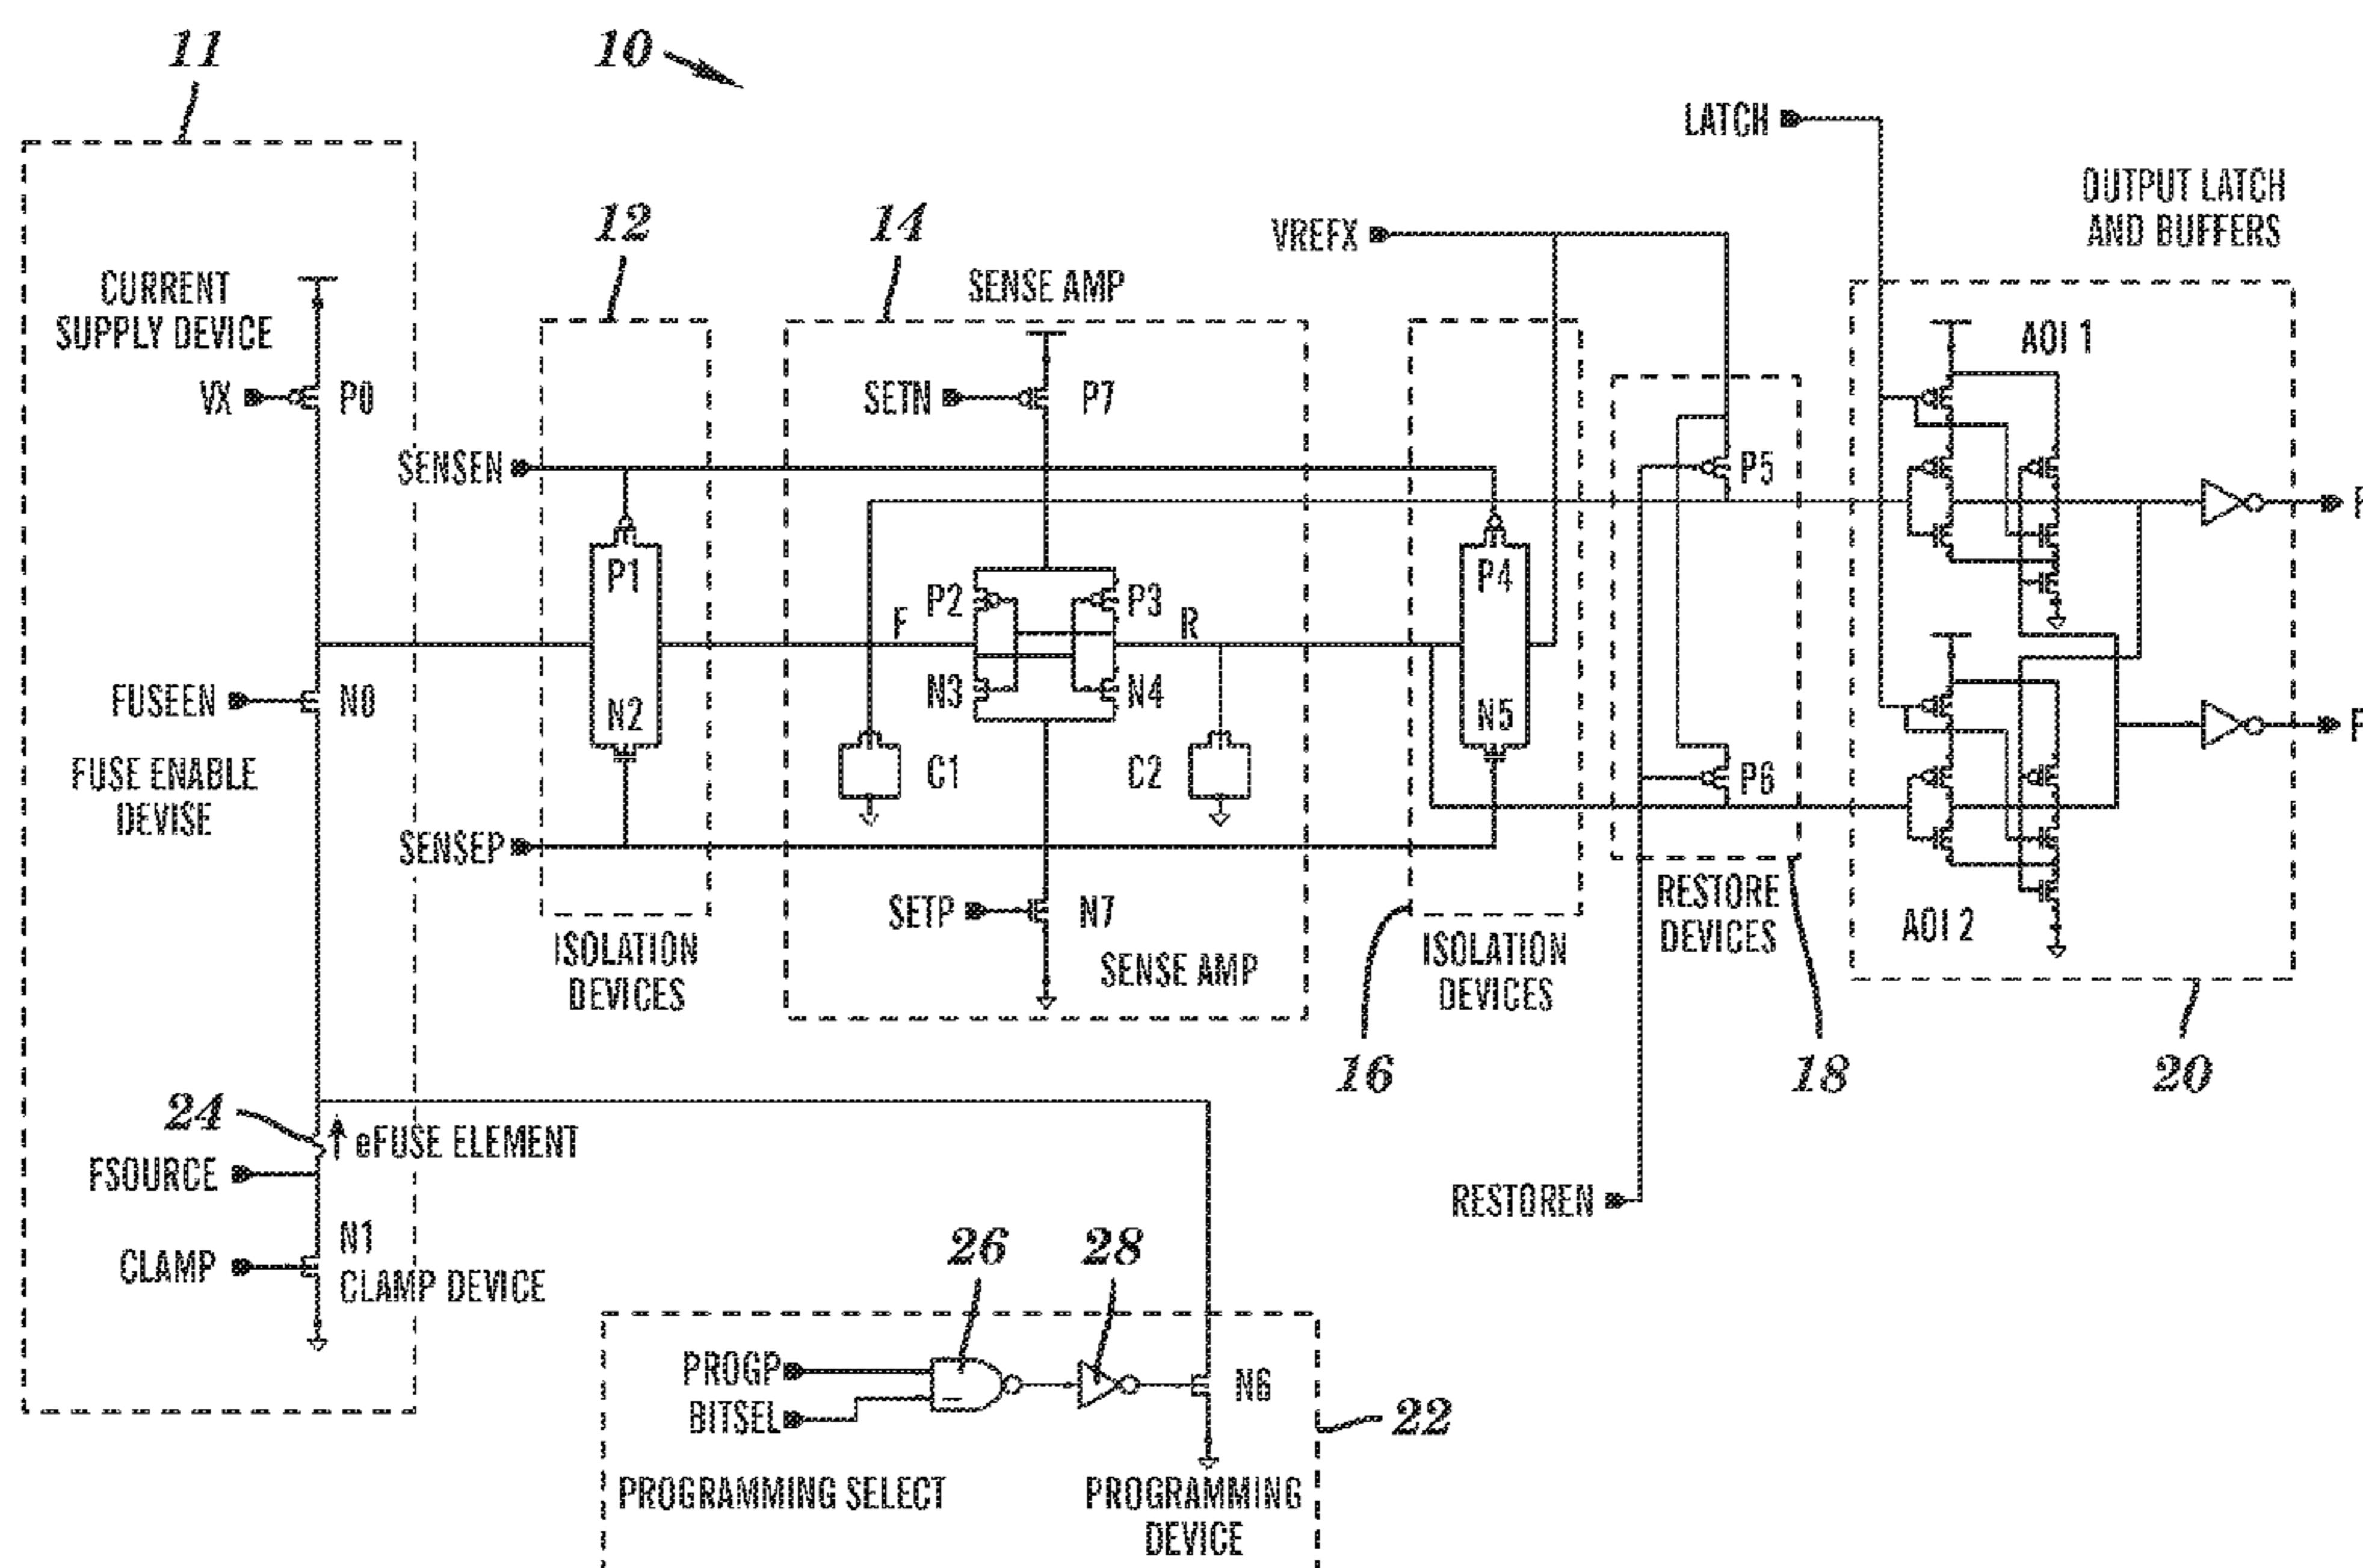 11
10
LATCH
OUTPUT LATCH
AND BUFFERS
12
14
VREFX
SENSE AMP
CURRENT
SUPPLY DEVICE
AOI 1
VX
P0
SETN
P7
SENSEN
P5
P1
P4
P2
P3
F
R
N3
N4
N2
N5
FUSEEN
N0
FUSE ENABLE
DEVISE
C1
C2
P6
SENSEP
RESTORE
DEVICES
SETP
N7
AOI 2
ISOLATION
DEVICES
SENSE AMP
ISOLATION
DEVICES
16
18
20
24
eFUSE ELEMENT
FSOURCE
RESTOREN
N1
CLAMP
CLAMP DEVICE
26
28
PROGP
BITSEL
N6
22
PROGRAMMING SELECT
PROGRAMMING
DEVICE